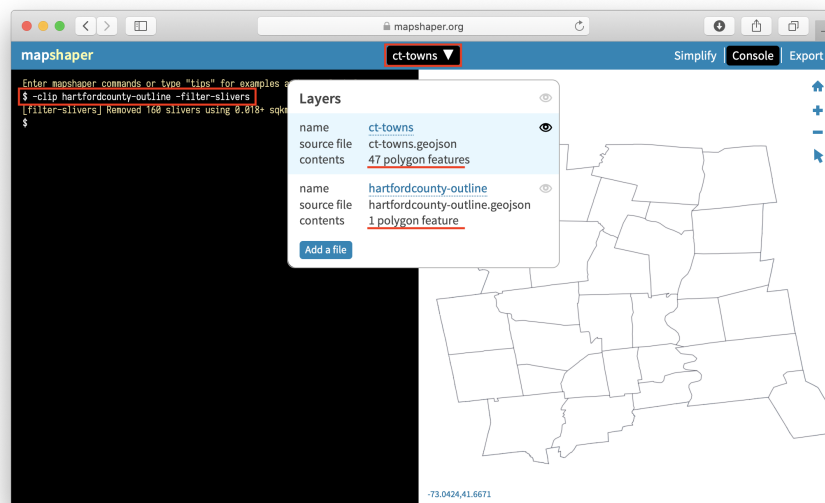 mapshaper.org
mapshaper
ct-towns ▼
Simplify
Console
Export
Enter mapshaper commands or type "tips" for examples a
$ -clip hartfordcounty-outline -filter-slivers
[filter-slivers] Removed 160 slivers using 0.018+ sqkm
$
Layers
name ct-towns
source file ct-towns.geojson
contents 47 polygon features
name hartfordcounty-outline
source file hartfordcounty-outline.geojson
contents 1 polygon feature
Add a file
-73.0424,41.6671